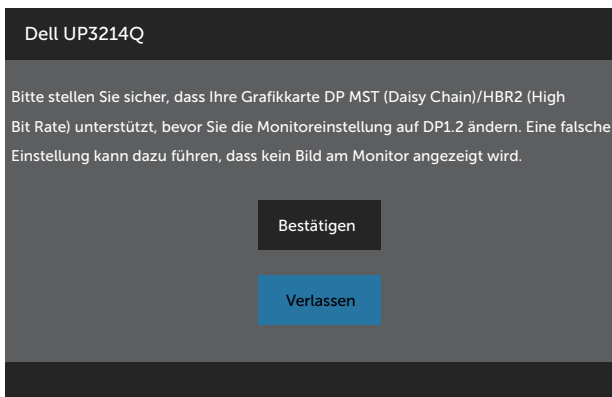 Dell UP3214Q
Bitte stellen Sie sicher, dass Ihre Grafikkarte DP MST (Daisy Chain)/HBR2 (High
Bit Rate) unterstützt, bevor Sie die Monitoreinstellung auf DP1.2 ändern. Eine falsche
Einstellung kann dazu führen, dass kein Bild am Monitor angezeigt wird.
Bestätigen
Verlassen